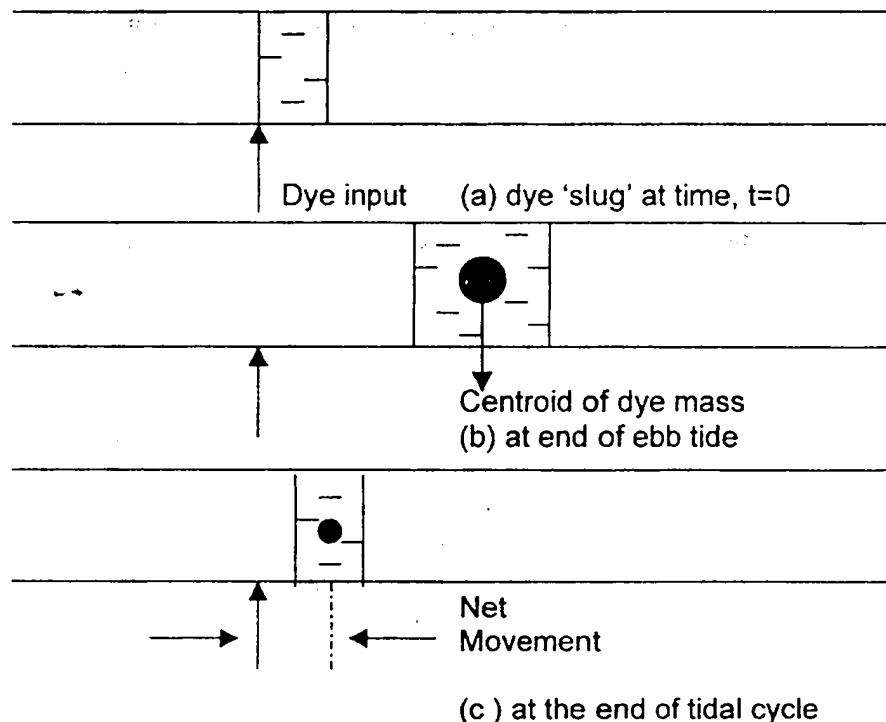 Dye input (a) dye 'slug' at time, t=0
Centroid of dye mass
(b) at end of ebb tide
Net
Movement
(c ) at the end of tidal cycle